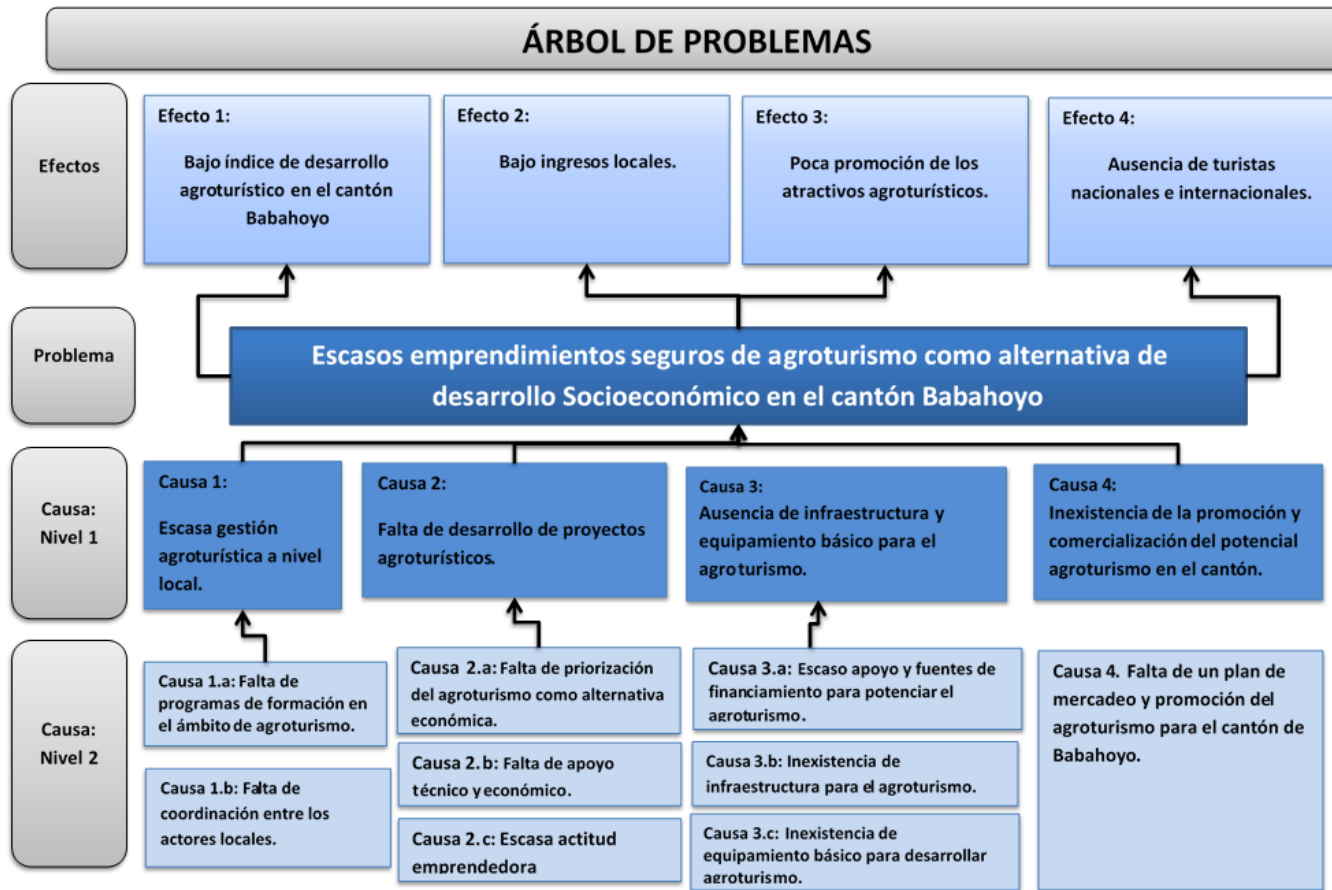 ÁRBOL DE PROBLEMAS
Efectos
Efecto 1:
Bajo índice de desarrollo
agroturístico en el cantón
Babahoyo
Efecto 2:
Bajo ingresos locales.
Efecto 3:
Poca promoción de los
atractivos agroturísticos.
Efecto 4:
Ausencia de turistas
nacionales e internacionales.
Problema
Escasos emprendimientos seguros de agroturismo como alternativa de
desarrollo Socioeconómico en el cantón Babahoyo
Causa:
Nivel 1
Causa 1:
Escasa gestión
agroturística a nivel
local.
Causa 2:
Falta de desarrollo de proyectos
agroturísticos.
Causa 3:
Ausencia de infraestructura y
equipamiento básico para el
agroturismo.
Causa 4:
Inexistencia de la promoción y
comercialización del potencial
agroturismo en el cantón.
Causa:
Nivel 2
Causa 1.a: Falta de
programas de formación en
el ámbito de agroturismo.
Causa 1.b: Falta de
coordinación entre los
actores locales.
Causa 2.a: Falta de priorización
del agroturismo como alternativa
económica.
Causa 2.b: Falta de apoyo
técnico y económico.
Causa 2.c: Escasa actitud
emprendedora
Causa 3.a: Escaso apoyo y fuentes de
financiamiento para potenciar el
agroturismo.
Causa 3.b: Inexistencia de
infraestructura para el agroturismo.
Causa 3.c: Inexistencia de
equipamiento básico para desarrollar
agroturismo.
Causa 4. Falta de un plan de
mercadeo y promoción del
agroturismo para el cantón de
Babahoyo.